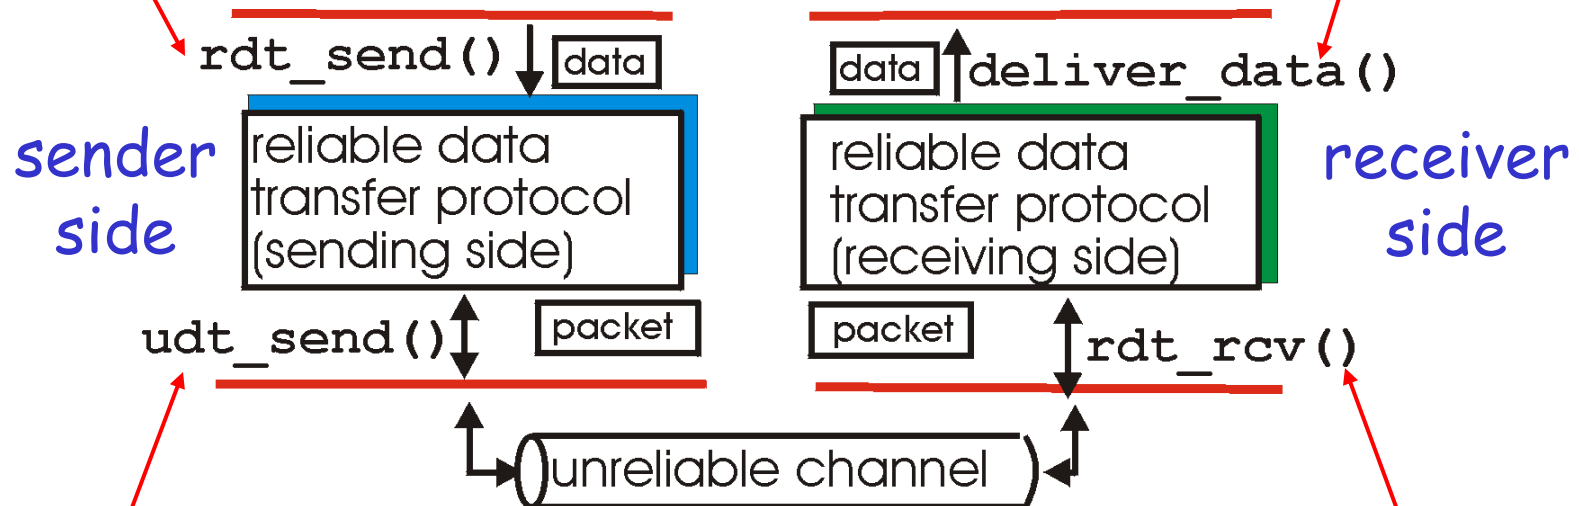 rdt_send()
data
data
deliver_data()
sender
side
reliable data
transfer protocol
(sending side)
reliable data
transfer protocol
(receiving side)
receiver
side
udt_send()
packet
packet
rdt_rcv()
unreliable channel